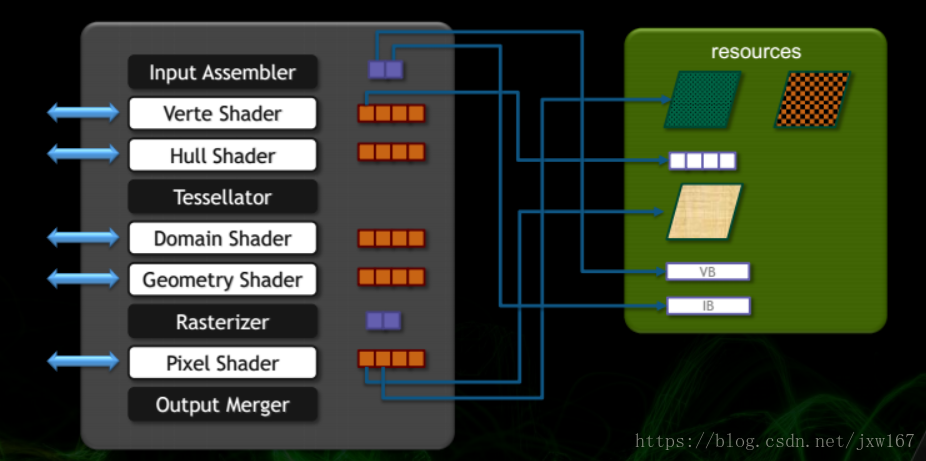 resources
Input Assembler
Verte Shader
Hull Shader
Tessellator
Domain Shader
Geometry Shader
Rasterizer
Pixel Shader
Output Merger
VB
IB
https://blog.csdn.net/jxw167